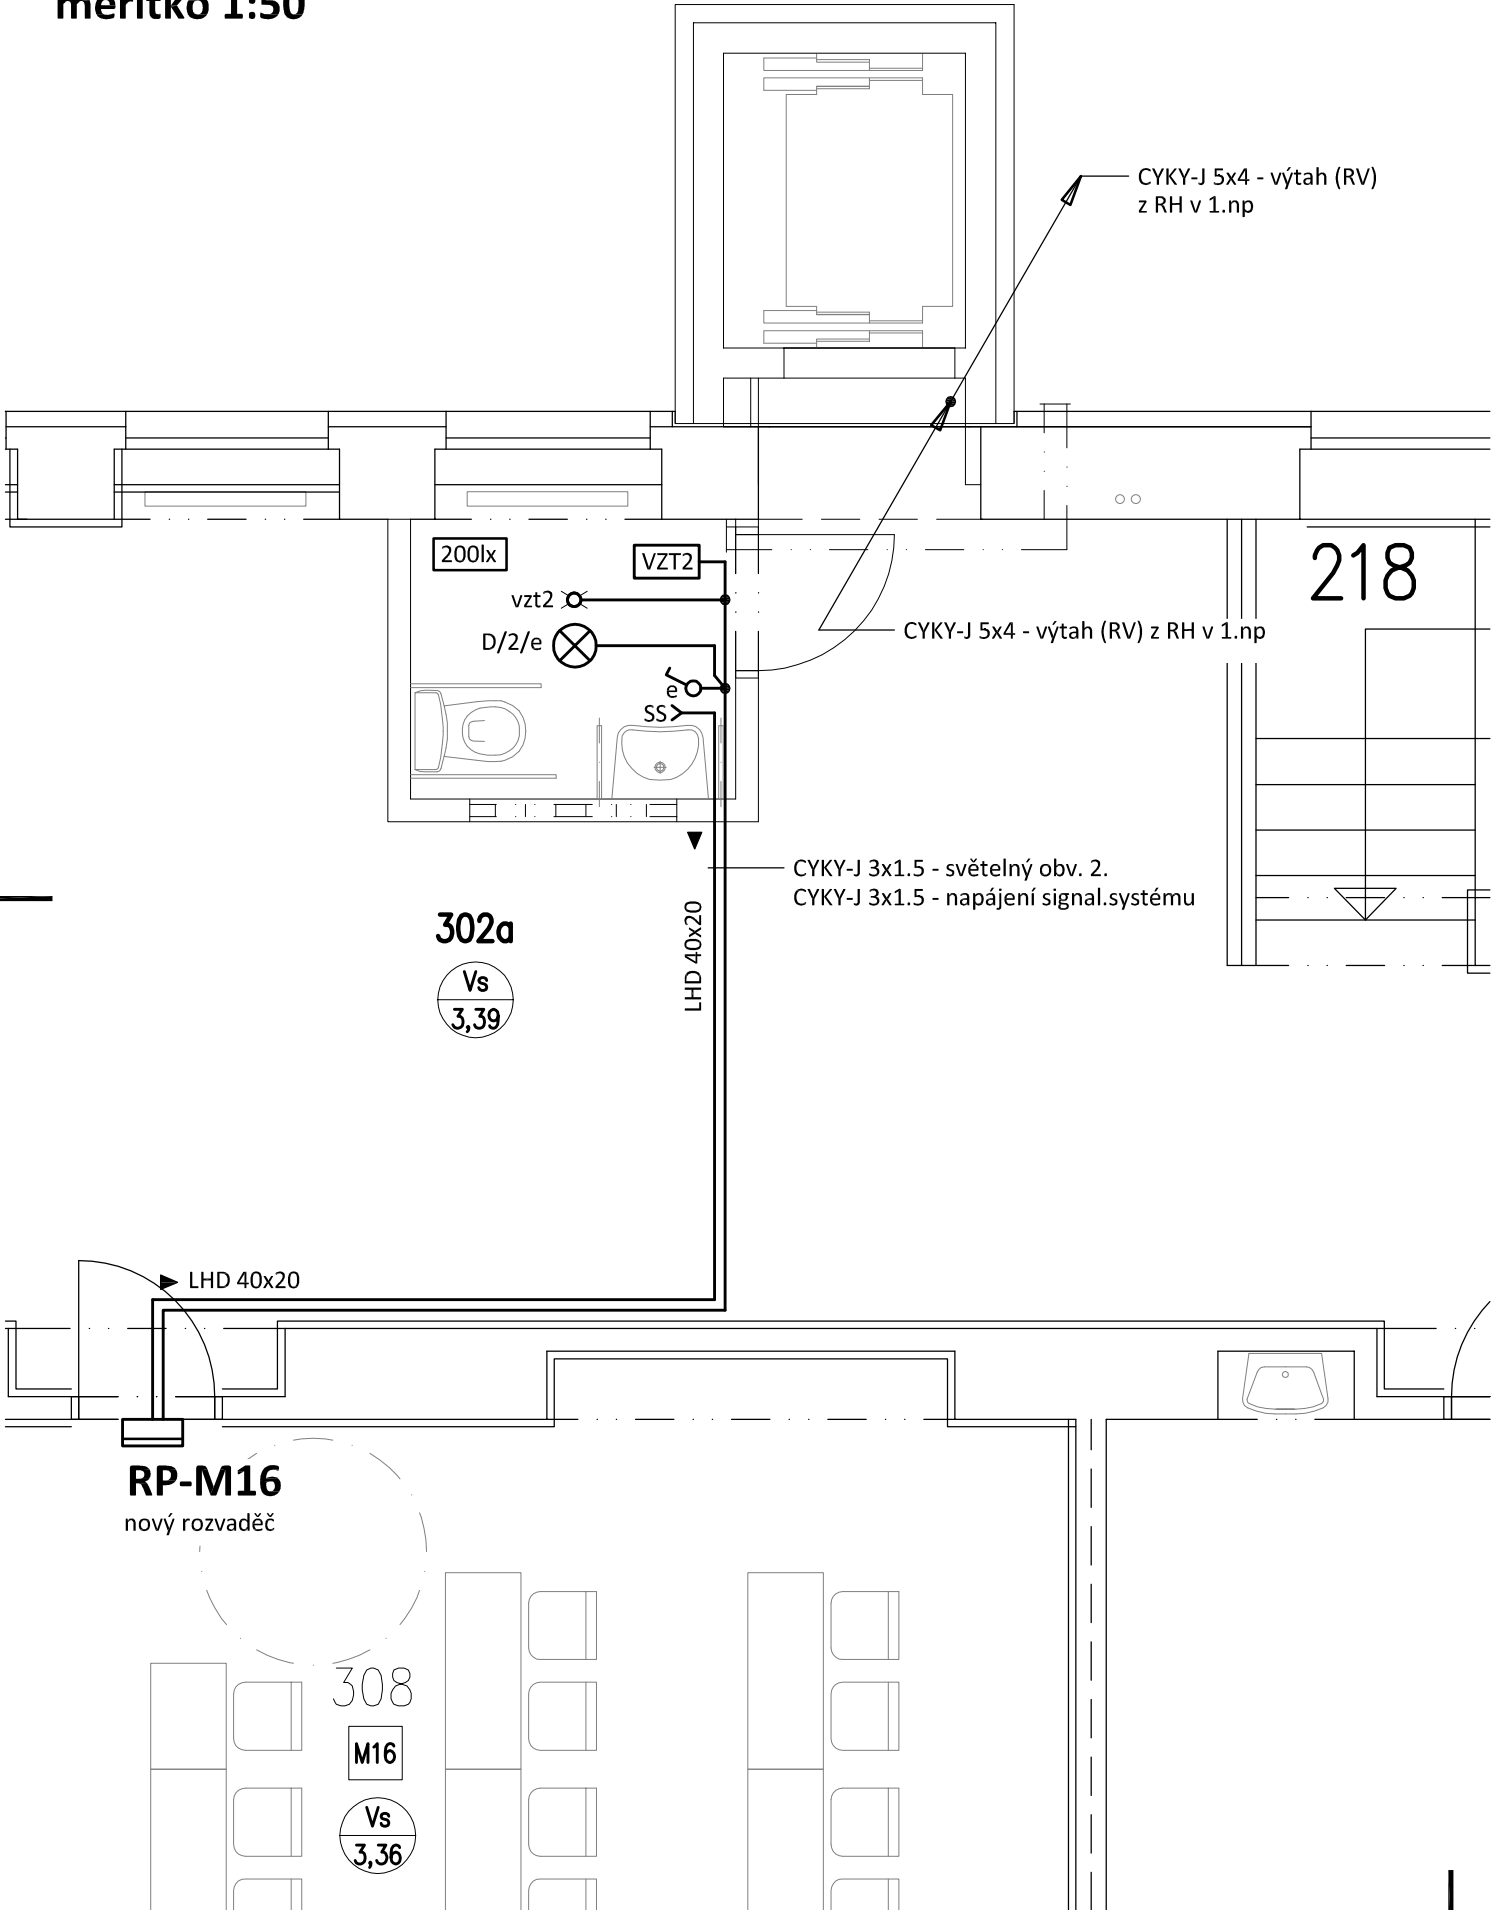 měřítko 1:50
CYKY-J 5x4 - výtah (RV)
z RH v 1.np
200lx
VZT2
218
vzt2
D/2/e
CYKY-J 5x4 - výtah (RV) z RH v 1.np
e
SS
CYKY-J 3x1.5 - světelný obv. 2.
CYKY-J 3x1.5 - napájení signal.systému
302a
LHD 40x20
Vs
3,39
LHD 40x20
RP-M16
nový rozvaděč
308
M16
Vs
3,36